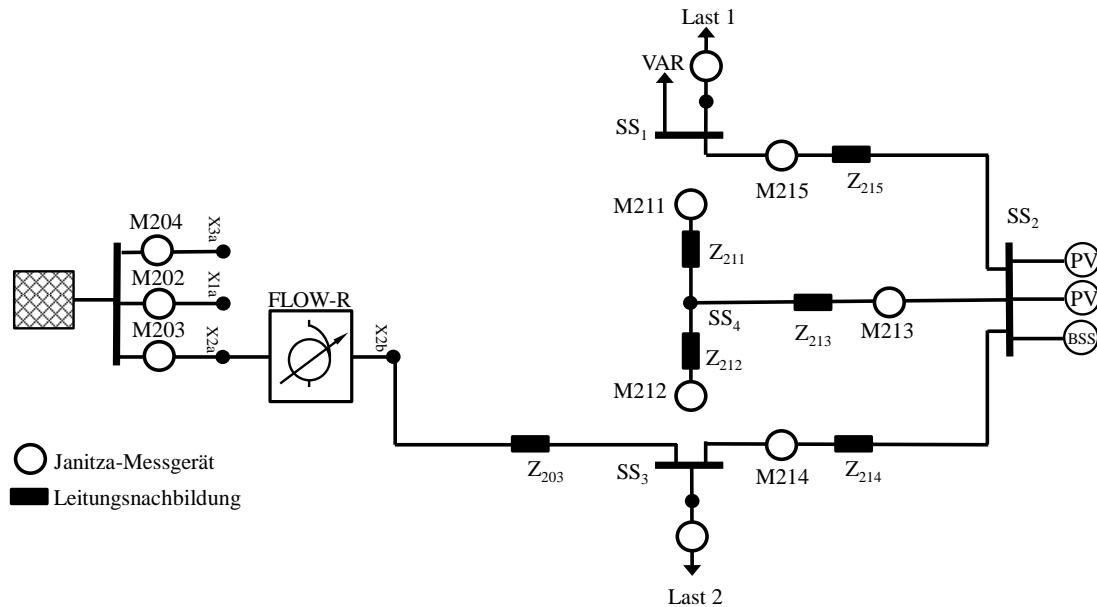 Last 1
VAR
SS1
M215
Z215
M211
Z211
SS2
M204
X3a
PV
M202
X1a
FLOW-R
PV
SS4
Z213
M213
M203
X2a
X2b
BSS
Z212
M212
Janitza-Messgerät
Z203
SS3
M214
Z214
Leitungsnachbildung
Last 2